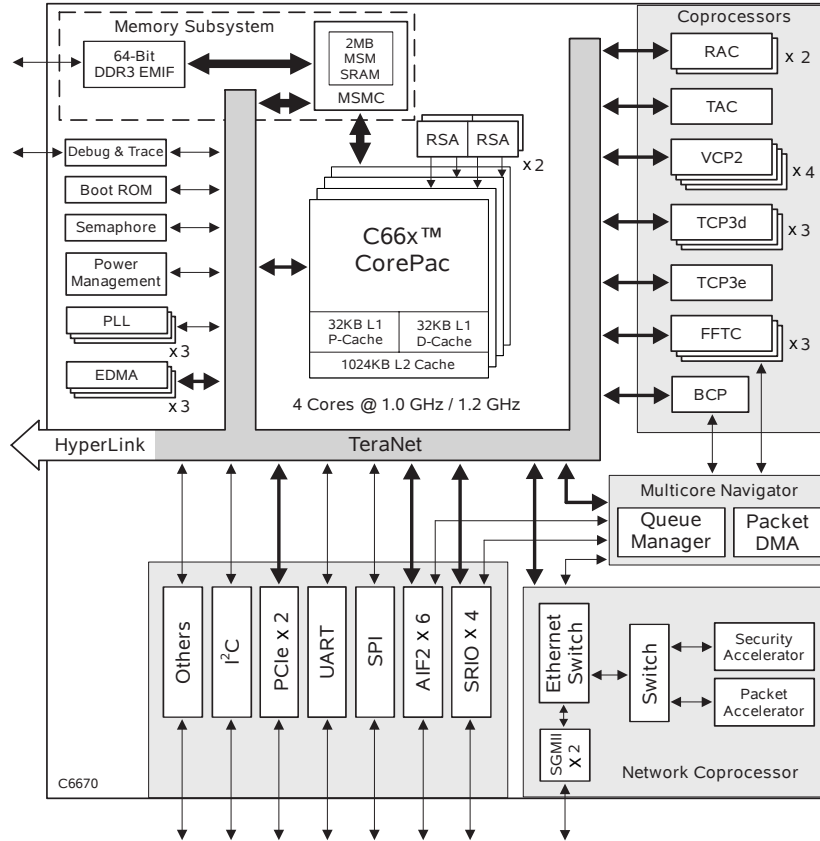 Memory Subsystem
64-Bit
DDR3 EMIF
2MB
MSM
SRAM
MSMC
Debug & Trace
Boot ROM
Semaphore
Power
Management
PLL
x 3
EDMA
x 3
RSA RSA
x 2
C66x™
CorePac
32KB L1
P-Cache
32KB L1
D-Cache
1024KB L2 Cache
4 Cores @ 1.0 GHz / 1.2 GHz
HyperLink
TeraNet
Coprocessors
RAC
x 2
TAC
VCP2
x 4
TCP3d
x 3
TCP3e
FFTC
x 3
BCP
Multicore Navigator
Queue
Manager
Packet
DMA
Others
I²C
PCIe x 2
UART
SPI
AIF2 x 6
SRIO x 4
Ethernet
Switch
Switch
Security
Accelerator
Packet
Accelerator
SGMII
x 2
Network Coprocessor
C6670